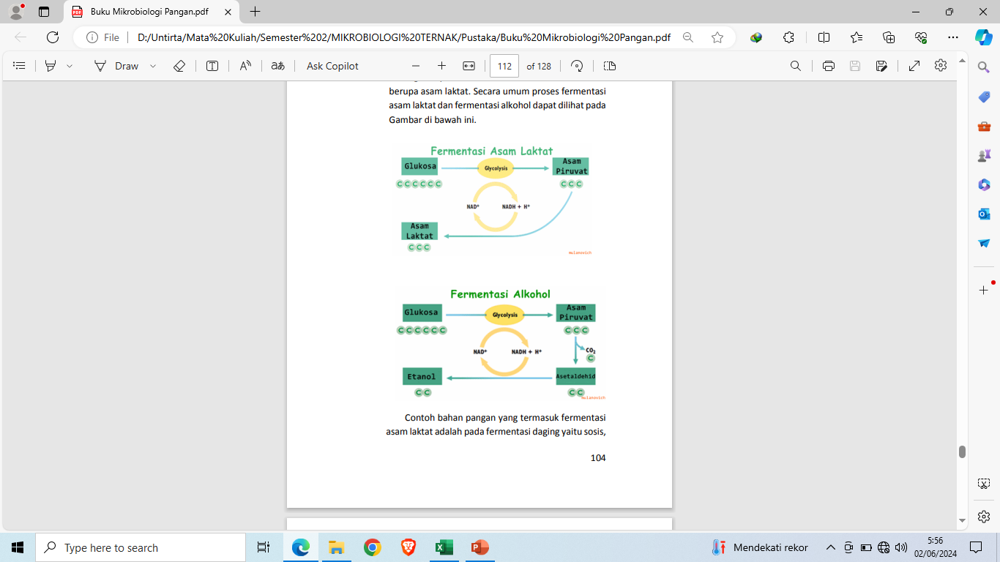 Buku Mikrobiologi Pangan.pdf
File
D:/Untirta/Mata%20Kuliah/Semester%202/MIKROBIOLOGI%20TERNAK/Pustaka/Buku%20Mikrobiologi%20Pangan.pdf
Draw
Ask Copilot
112 of 128
berupa asam laktat. Secara umum proses fermentasi
asam laktat dan fermentasi alkohol dapat dilihat pada
Gambar di bawah ini.
Fermentasi Asam Laktat
Glukosa
Glycolysis
Asam
Piruvat
C C C C C C
C C C
NAD⁺
NADH + H⁺
Asam
Laktat
C C C
Mulanovich
Fermentasi Alkohol
Glukosa
Glycolysis
Asam
Piruvat
C C C C C C
C C C
CO₂
C
NAD⁺
NADH + H⁺
Etanol
Asetaldehid
C C
C C
Mulanovich
Contoh bahan pangan yang termasuk fermentasi
asam laktat adalah pada fermentasi daging yaitu sosis,
104
Type here to search
Mendekati rekor
5:56
02/06/2024